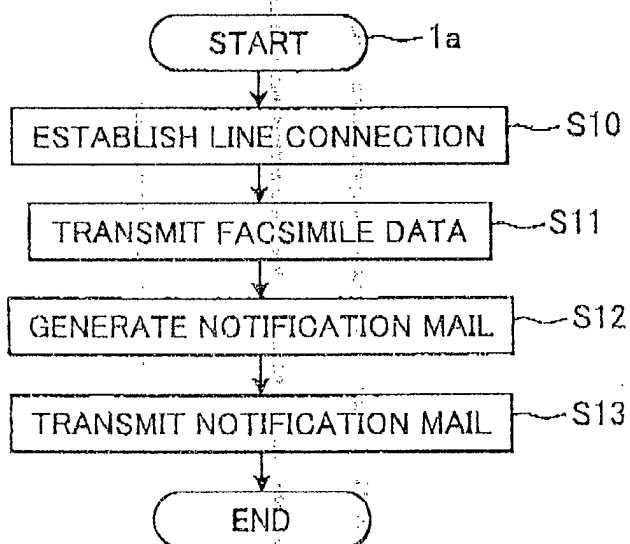 START 1a
ESTABLISH LINE CONNECTION S10
TRANSMIT FACSIMILE DATA S11
GENERATE NOTIFICATION MAIL S12
TRANSMIT NOTIFICATION MAIL S13
END